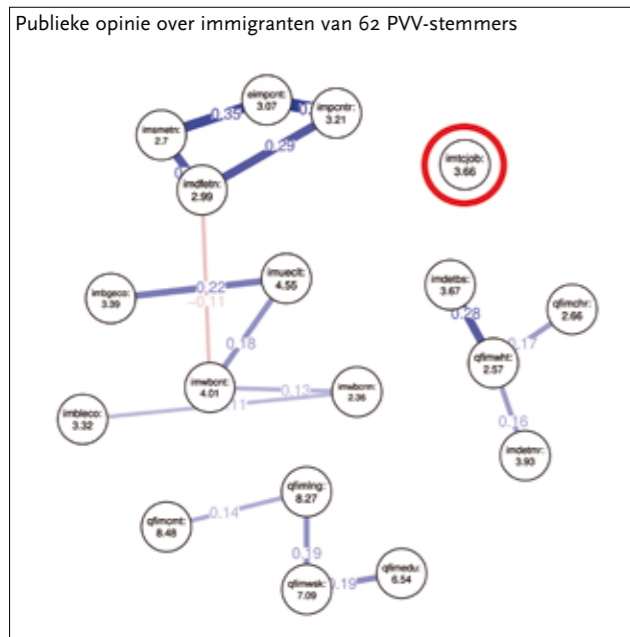 Publieke opinie over immigranten van 62 PVV-stemmers
eimpcnt:
3.07
0.35
impcntr:
3.21
imsmetn:
2.7
0.29
imdfetn:
2.99
imtcjob:
3.66
imbgeco:
3.39
0.22
-0.11
imueclt:
4.55
imdetbs:
3.67
qfimchr:
2.66
0.28
0.17
qfimwht:
2.57
0.18
imwbcnt:
4.01
0.13
imwbcrm:
2.36
imbleco:
3.32
0.16
imdetmr:
3.93
qfimlng:
8.27
qfimcmt:
8.48
0.14
0.19
qfimwsk:
7.09
0.19
qfimedu:
6.54